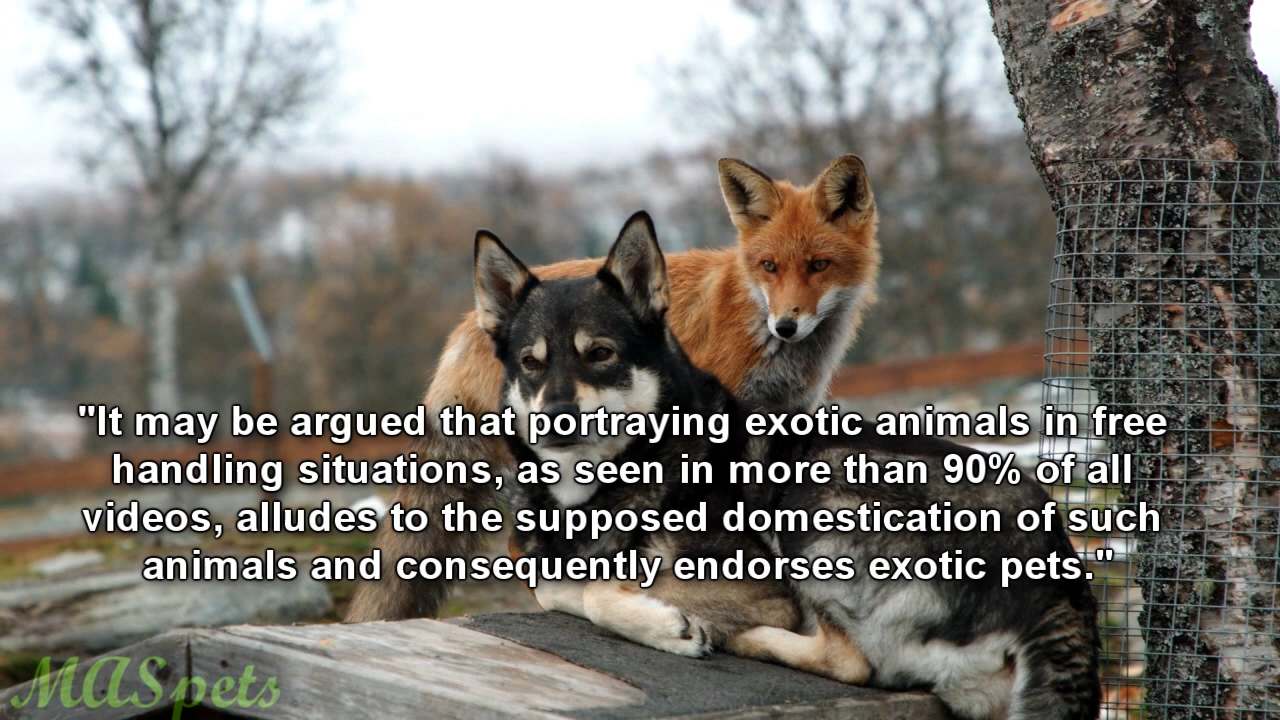 "It may be argued that portraying exotic animals in free
handling situations, as seen in more than 90% of all
videos, alludes to the supposed domestication of such
animals and consequently endorses exotic pets."
MASpets